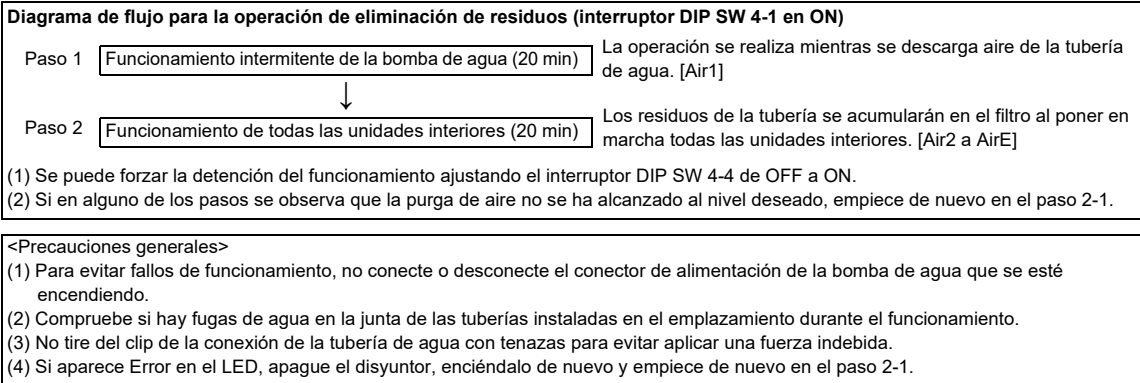 Diagrama de flujo para la operación de eliminación de residuos (interruptor DIP SW 4-1 en ON)
Paso 1 Funcionamiento intermitente de la bomba de agua (20 min) La operación se realiza mientras se descarga aire de la tubería
de agua. [Air1]
↓
Paso 2 Funcionamiento de todas las unidades interiores (20 min) Los residuos de la tubería se acumularán en el filtro al poner en
marcha todas las unidades interiores. [Air2 a AirE]
(1) Se puede forzar la detención del funcionamiento ajustando el interruptor DIP SW 4-4 de OFF a ON.
(2) Si en alguno de los pasos se observa que la purga de aire no se ha alcanzado al nivel deseado, empiece de nuevo en el paso 2-1.
<Precauciones generales>
(1) Para evitar fallos de funcionamiento, no conecte o desconecte el conector de alimentación de la bomba de agua que se esté
encendiendo.
(2) Compruebe si hay fugas de agua en la junta de las tuberías instaladas en el emplazamiento durante el funcionamiento.
(3) No tire del clip de la conexión de la tubería de agua con tenazas para evitar aplicar una fuerza indebida.
(4) Si aparece Error en el LED, apague el disyuntor, enciéndalo de nuevo y empiece de nuevo en el paso 2-1.